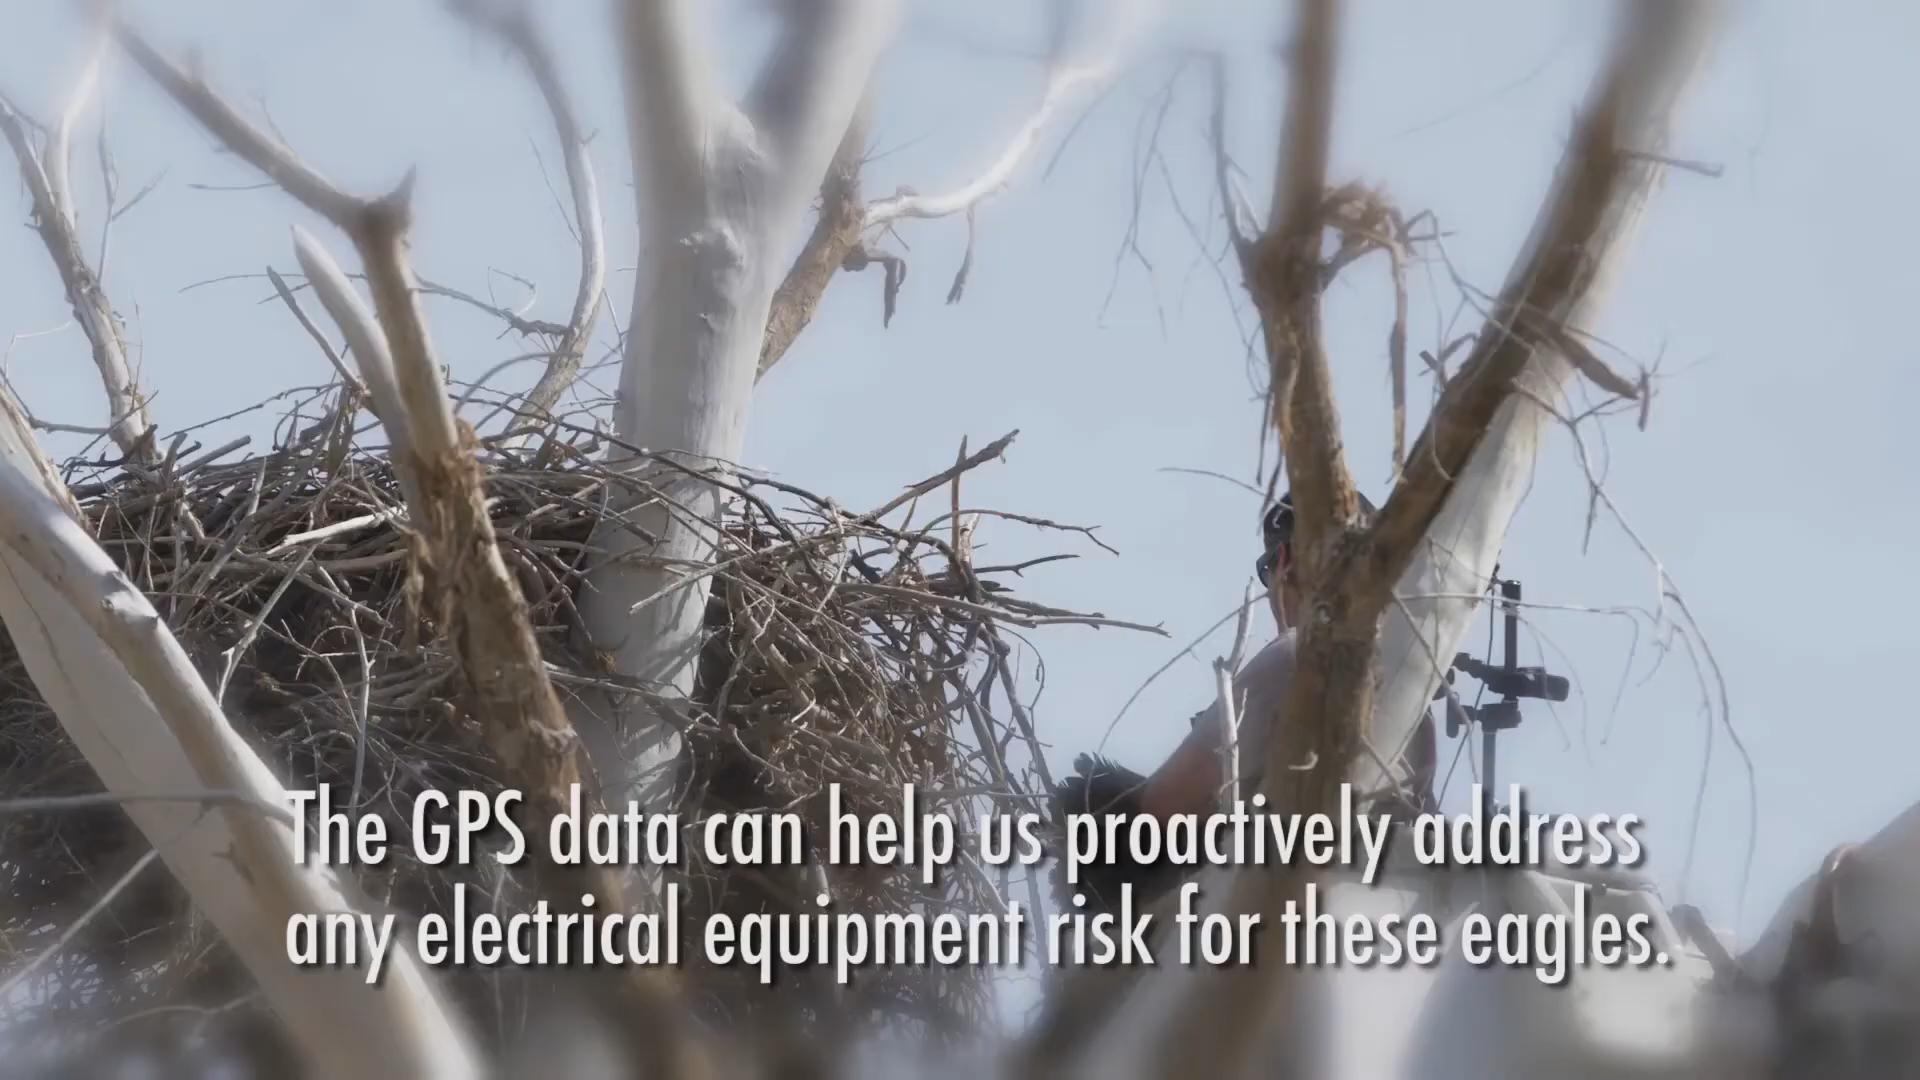 The GPS data can help us proactively address
any electrical equipment risk for these eagles.